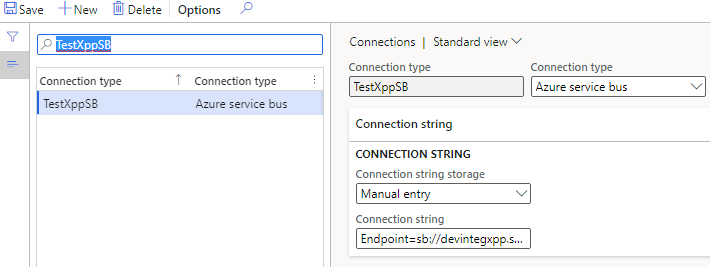 Save New Delete Options
TestXppSB
Connection type Connection type
TestXppSB Azure service bus
Connections | Standard view
Connection type Connection type
TestXppSB Azure service bus
Connection string
CONNECTION STRING
Connection string storage
Manual entry
Connection string
Endpoint=sb://devintegxpp.s...